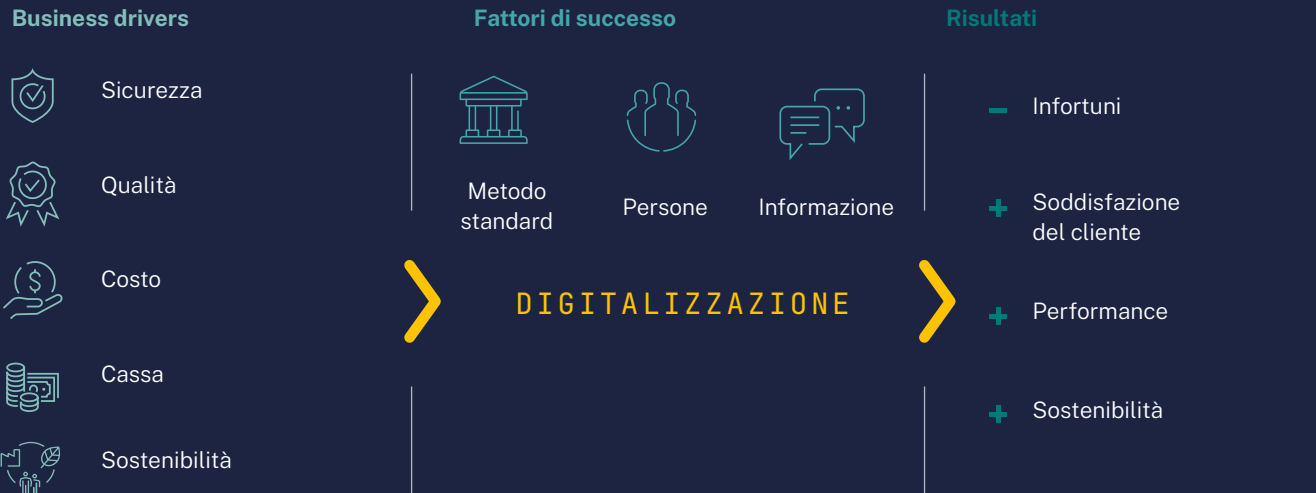 Business drivers
Sicurezza
Qualità
Costo
Cassa
Sostenibilità
Fattori di successo
Metodo
standard
Persone
Informazione
DIGITALIZZAZIONE
Risultati
Infortuni
Soddisfazione
del cliente
Performance
Sostenibilità